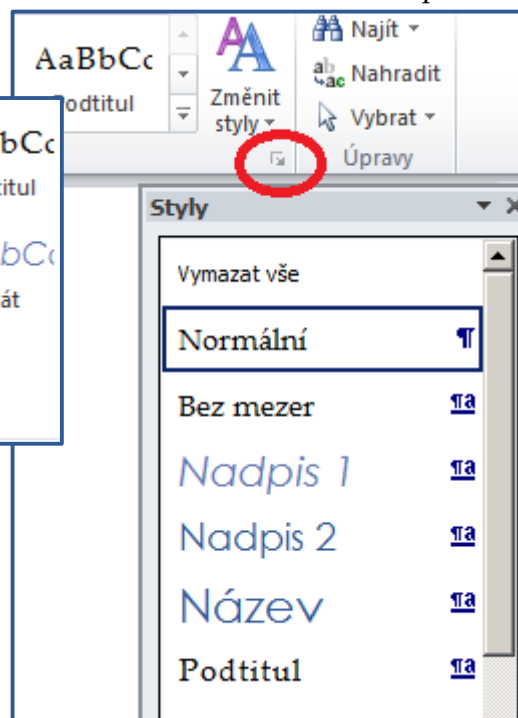 AaBbCc
Podtitul
Změnit
styly
Najít
Nahradit
Vybrat
Úpravy
Styly
Vymazat vše
Normální ¶
Bez mezer ¶a
Nadpis 1 ¶a
Nadpis 2 ¶a
Název ¶a
Podtitul ¶a